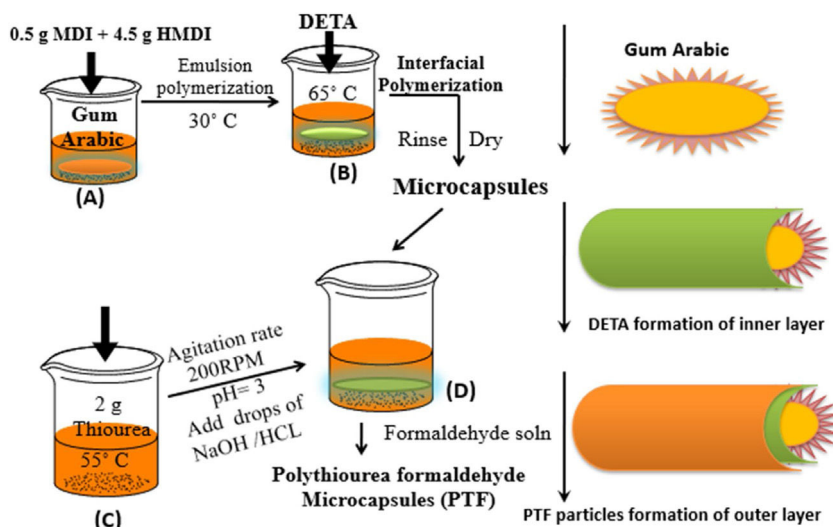 0.5 g MDI + 4.5 g HMDI
Gum
Arabic
(A)
Emulsion
polymerization
30° C
DETA
65° C
(B)
Interfacial
Polymerization
Rinse
Dry
Microcapsules
2 g
Thiourea
55° C
(C)
Agitation rate
200RPM
pH= 3
Add drops of
NaOH /HCL
(D)
Formaldehyde soln
Polythiourea formaldehyde
Microcapsules (PTF)
Gum Arabic
DETA formation of inner layer
PTF particles formation of outer layer